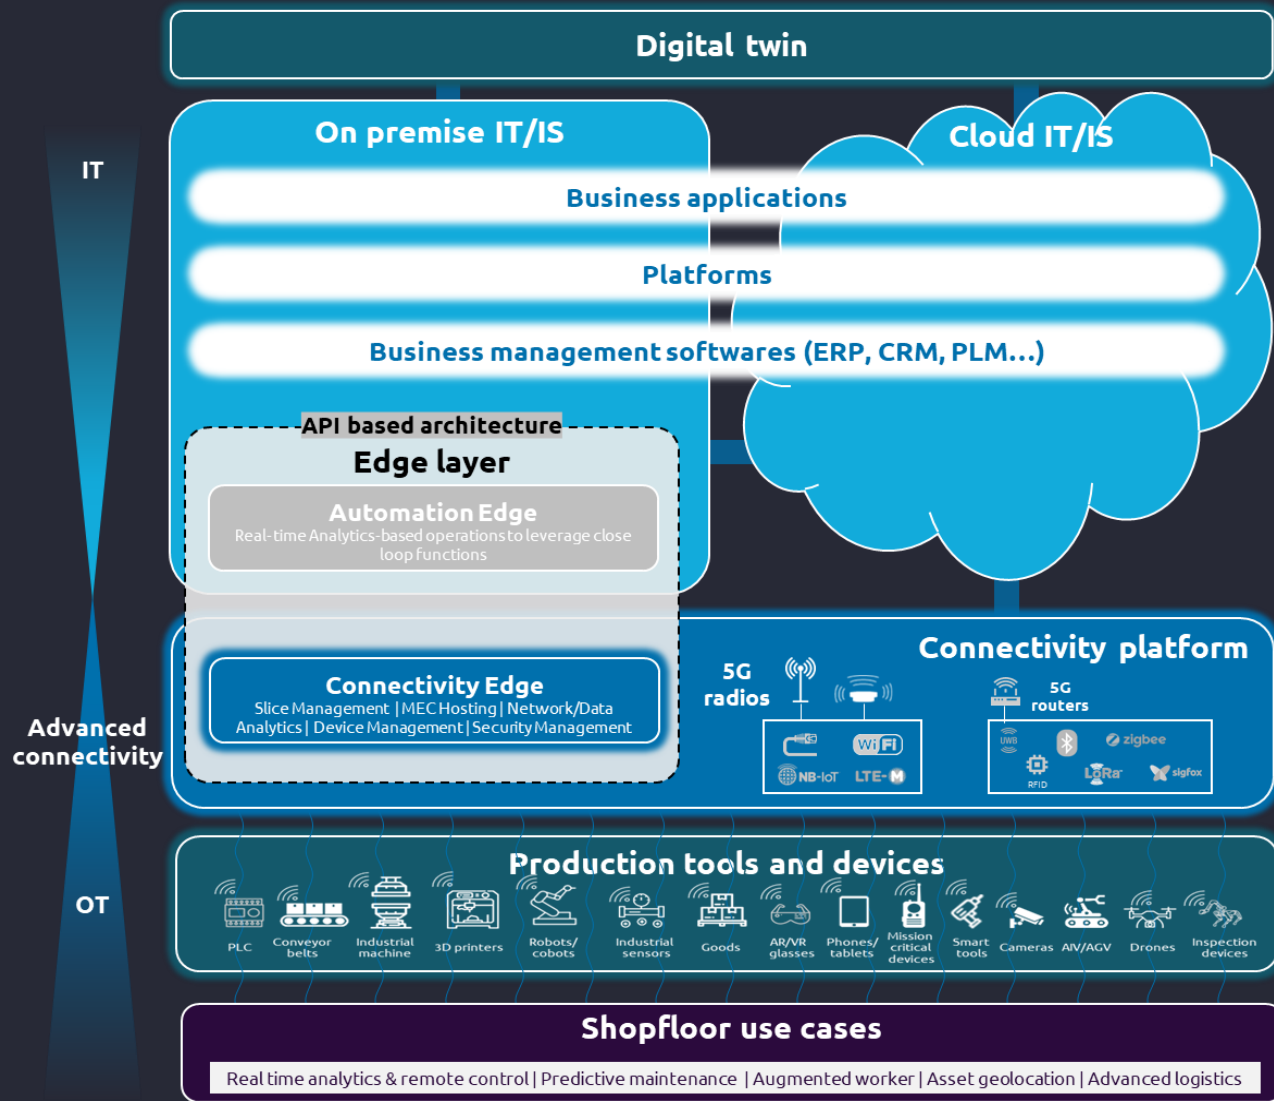 Digital twin
On premise IT/IS
Cloud IT/IS
IT
Business applications
Platforms
Business management softwares (ERP, CRM, PLM...)
API based architecture
Edge layer
Automation Edge
Real-time Analytics-based operations to leverage close
loop functions
Connectivity platform
Connectivity Edge
Slice Management | MEC Hosting | Network/Data
Analytics | Device Management | Security Management
5G
radios
5G
routers
WiFi
NB-IoT
LTE-M
UWB
zigbee
RFID
LoRa
sigfox
Advanced
connectivity
OT
Production tools and devices
PLC
Conveyor
belts
Industrial
machine
3D printers
Robots/
cobots
Industrial
sensors
Goods
AR/VR
glasses
Phones/
tablets
Mission
critical
devices
Smart
tools
Cameras
AIV/AGV
Drones
Inspection
devices
Shopfloor use cases
Real time analytics & remote control | Predictive maintenance | Augmented worker | Asset geolocation | Advanced logistics